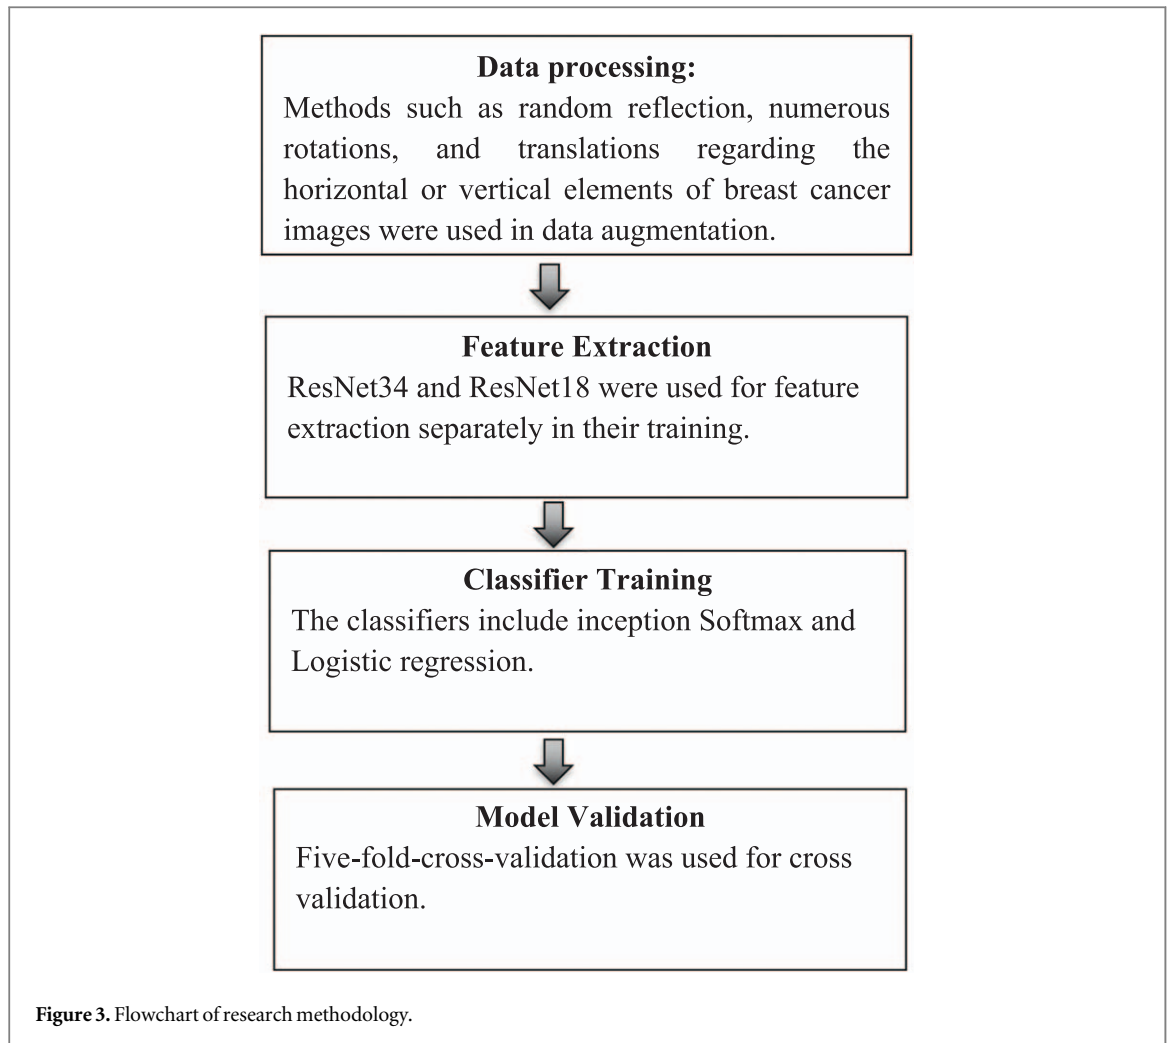 Data processing:
Methods such as random reflection, numerous
rotations, and translations regarding the
horizontal or vertical elements of breast cancer
images were used in data augmentation.
Feature Extraction
ResNet34 and ResNet18 were used for feature
extraction separately in their training.
Classifier Training
The classifiers include inception Softmax and
Logistic regression.
Model Validation
Five-fold-cross-validation was used for cross
validation.
Figure 3. Flowchart of research methodology.